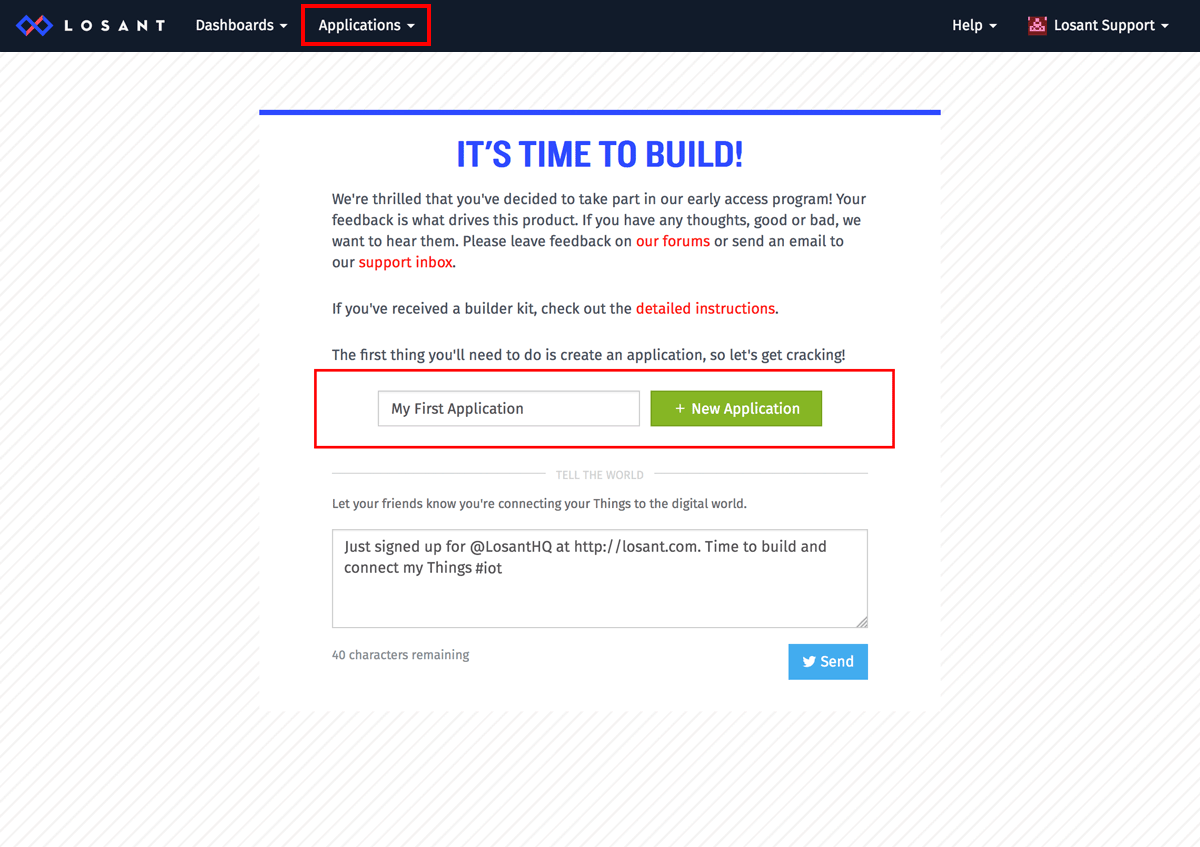 LOSANT Dashboards Applications Help Losant Support
IT'S TIME TO BUILD!
We're thrilled that you've decided to take part in our early access program! Your
feedback is what drives this product. If you have any thoughts, good or bad, we
want to hear them. Please leave feedback on our forums or send an email to
our support inbox.
If you've received a builder kit, check out the detailed instructions.
The first thing you'll need to do is create an application, so let's get cracking!
My First Application + New Application
TELL THE WORLD
Let your friends know you're connecting your Things to the digital world.
Just signed up for @LosantHQ at http://losant.com. Time to build and
connect my Things #iot
40 characters remaining Send